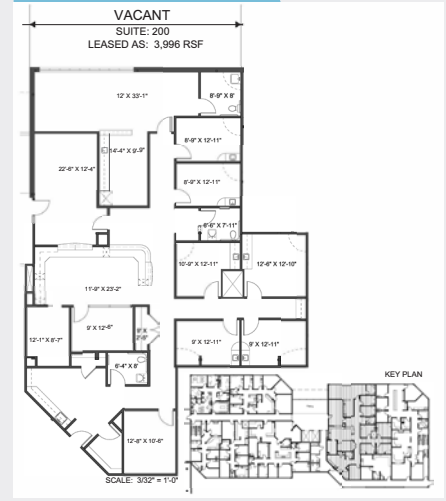 VACANT
SUITE: 200
LEASED AS: 3,996 RSF
12' X 33'-1"
8'-9" X 8'
8'-9" X 12'-11"
14'-4" X 9'-9"
22'-6" X 12'-4"
8'-9" X 12'-11"
6'-6" X 7'-11"
10'-9" X 12'-11"
12'-6" X 12'-10"
11'-9" X 23'-2"
9' X 12'-6"
12'-1" X 8'-7"
9' X 12'-11"
9' X 12'-11"
6'-4" X 8'
KEY PLAN
12'-8" X 10'-6"
SCALE: 3/32" = 1'-0"